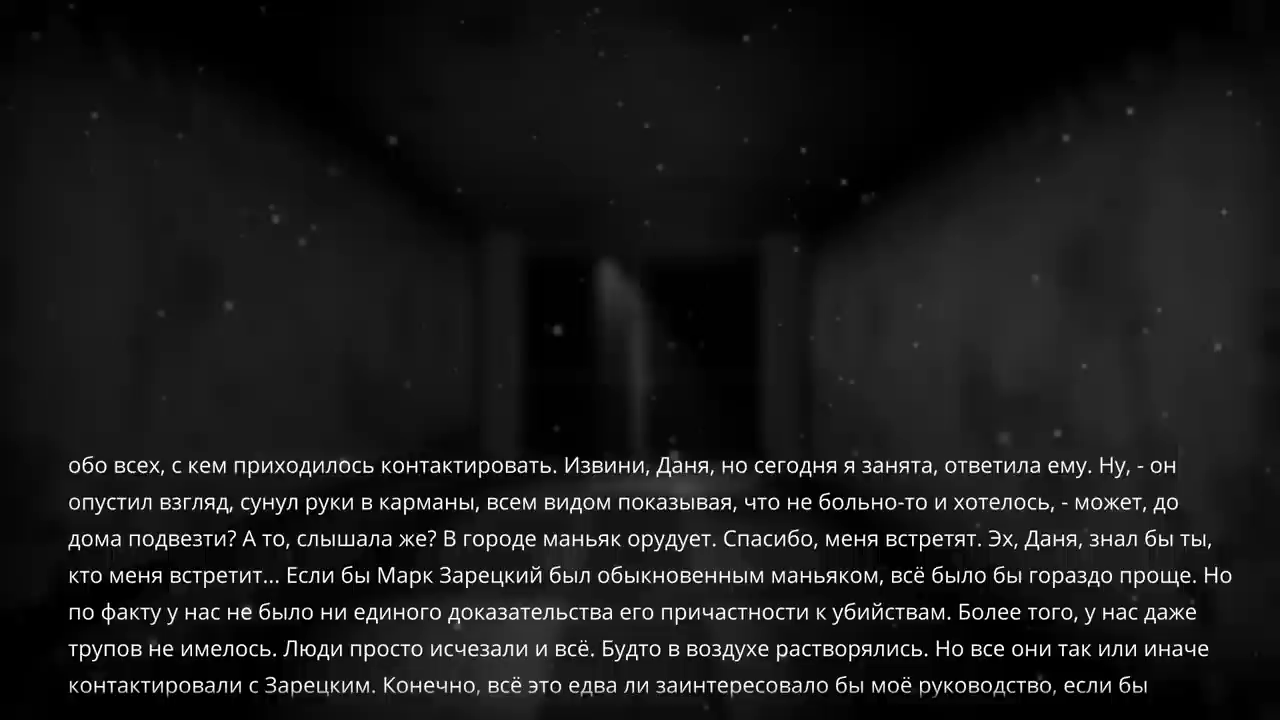 обо всех, с кем приходилось контактировать. Извини, Даня, но сегодня я занята, ответила ему. Ну, - он
опустил взгляд, сунул руки в карманы, всем видом показывая, что не больно-то и хотелось, - может, до
дома подвезти? А то, слышала же? В городе маньяк орудует. Спасибо, меня встретят. Эх, Даня, знал бы ты,
кто меня встретит... Если бы Марк Зарецкий был обыкновенным маньяком, всё было бы гораздо проще. Но
по факту у нас не было ни единого доказательства его причастности к убийствам. Более того, у нас даже
трупов не имелось. Люди просто исчезали и всё. Будто в воздухе растворялись. Но все они так или иначе
контактировали с Зарецким. Конечно, всё это едва ли заинтересовало бы моё руководство, если бы